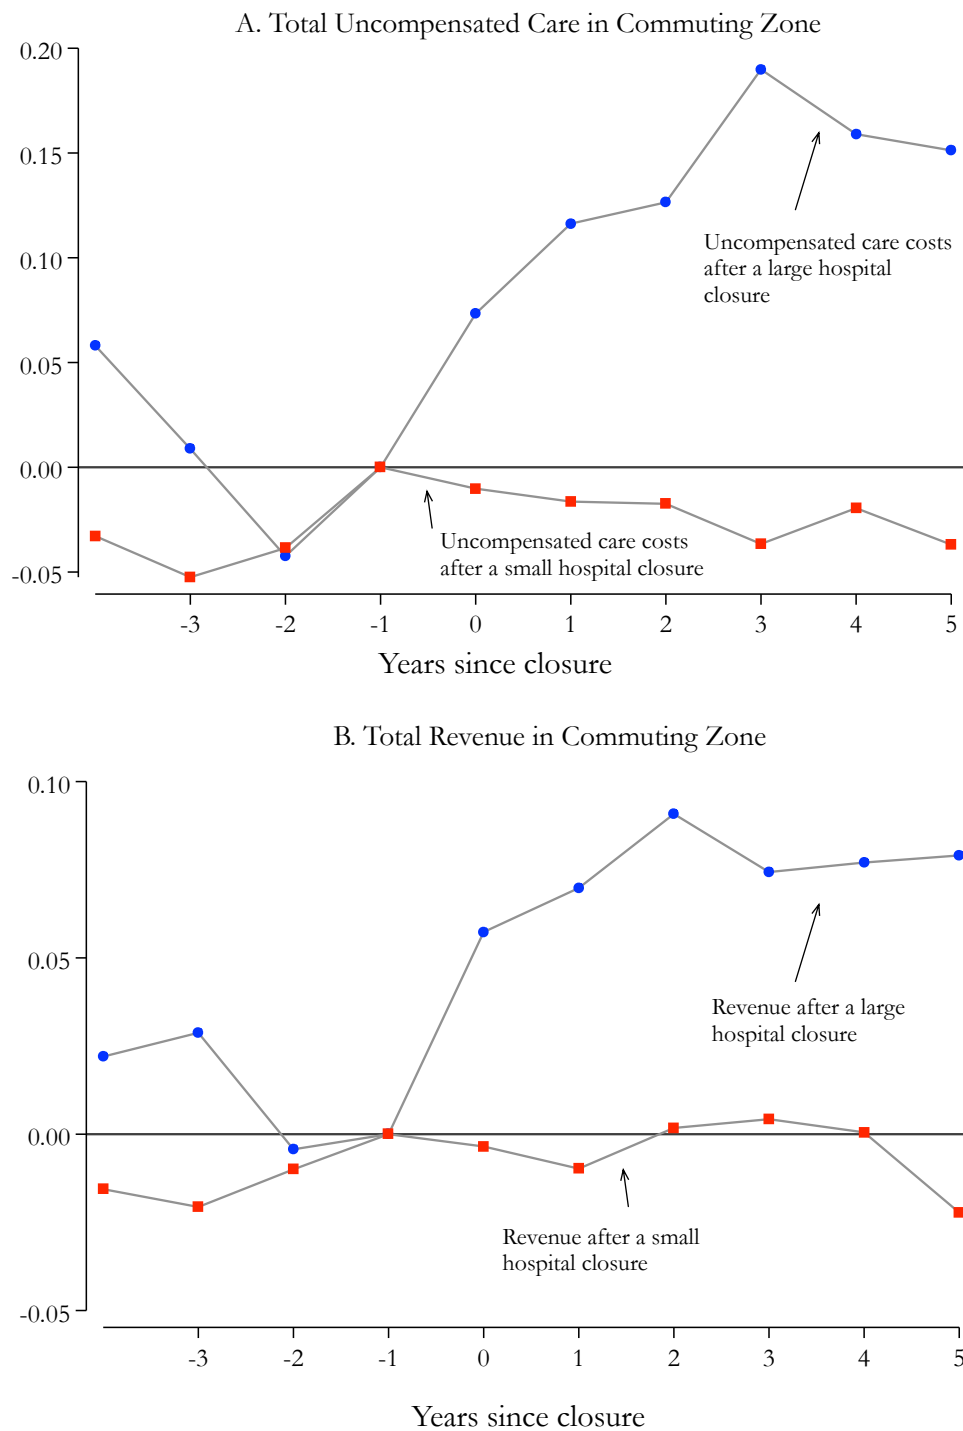 A. Total Uncompensated Care in Commuting Zone
0.20
0.15
0.10
0.05
0.00
-0.05
Uncompensated care costs
after a large hospital
closure
Uncompensated care costs
after a small hospital closure
-3 -2 -1 0 1 2 3 4 5
Years since closure
B. Total Revenue in Commuting Zone
0.10
0.05
0.00
-0.05
Revenue after a large
hospital closure
Revenue after a small
hospital closure
-3 -2 -1 0 1 2 3 4 5
Years since closure